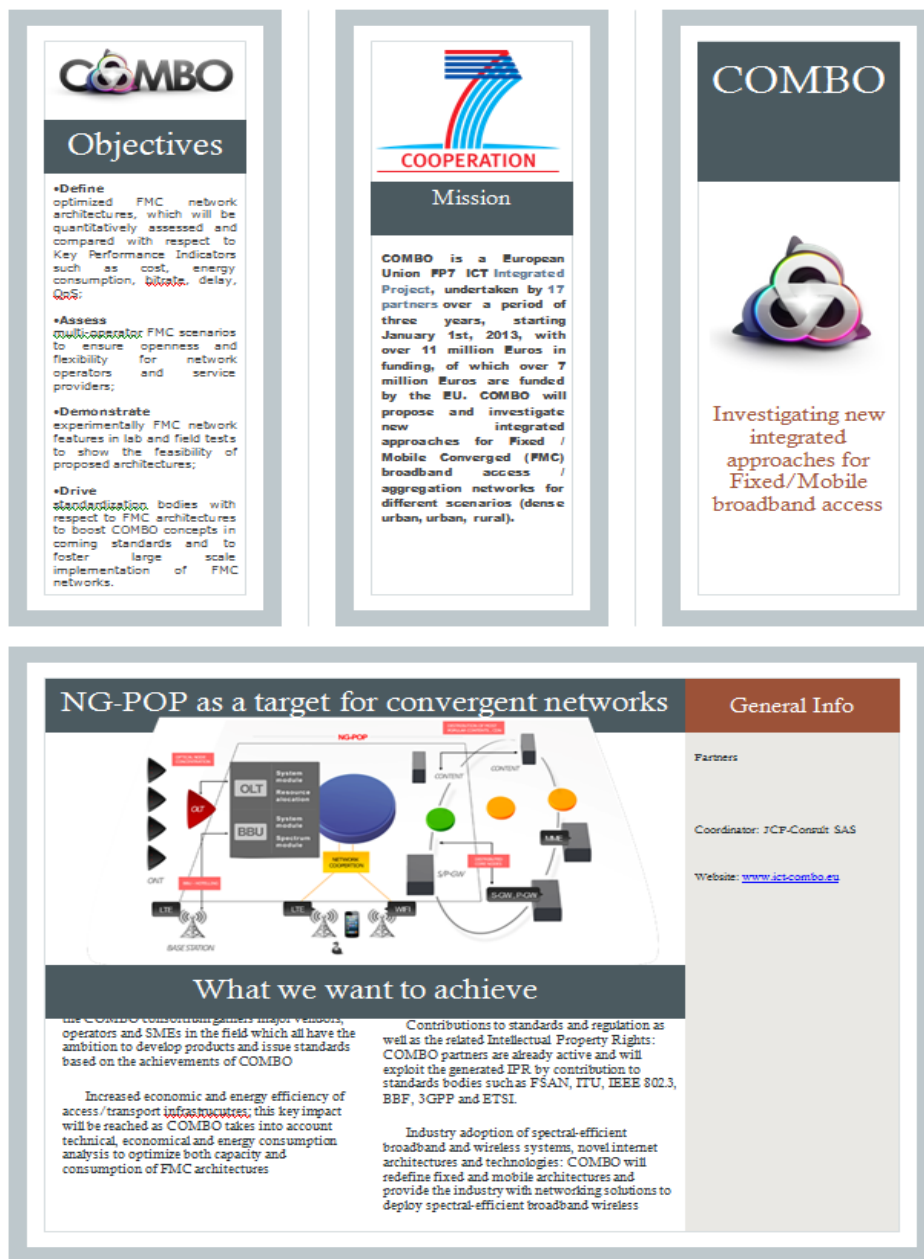 COMBO
Objectives
•Define
optimized FMC network
architectures, which will be
quantitatively assessed and
compared with respect to
Key Performance Indicators
such as cost, energy
consumption, bitrate, delay,
QoS;
•Assess
multi-operator FMC scenarios
to ensure openness and
flexibility for network
operators and service
providers;
•Demonstrate
experimentally FMC network
features in lab and field tests
to show the feasibility of
proposed architectures;
•Drive
standardization bodies with
respect to FMC architectures
to boost COMBO concepts in
coming standards and to
foster large scale
implementation of FMC
networks.
7
COOPERATION
Mission
COMBO is a European
Union FP7 ICT Integrated
Project, undertaken by 17
partners over a period of
three years, starting
January 1st, 2013, with
over 11 million Euros in
funding, of which over 7
million Euros are funded
by the EU. COMBO will
propose and investigate
new integrated
approaches for Fixed /
Mobile Converged (FMC)
broadband access /
aggregation networks for
different scenarios (dense
urban, urban, rural).
COMBO
Investigating new
integrated
approaches for
Fixed/Mobile
broadband access
NG-POP as a target for convergent networks
NG-POP
OLT
System
module
Resource
alocation
BBU
System
module
Spectrum
module
OLT
ONT
NETWORK
COOPERTION
CONTENT
CONTENT
S/P-GW
S-GW, P-GW
LTE
LTE
WIFI
BASE STATION
What we want to achieve
the COMBO consortium gathers major vendors,
operators and SMEs in the field which all have the
ambition to develop products and issue standards
based on the achievements of COMBO
Increased economic and energy efficiency of
access/transport infrastrucutres: this key impact
will be reached as COMBO takes into account
technical, economical and energy consumption
analysis to optimize both capacity and
consumption of FMC architectures
Contributions to standards and regulation as
well as the related Intellectual Property Rights:
COMBO partners are already active and will
exploit the generated IPR by contribution to
standards bodies such as FSAN, ITU, IEEE 802.3,
BBF, 3GPP and ETSI.
Industry adoption of spectral-efficient
broadband and wireless systems, novel internet
architectures and technologies: COMBO will
redefine fixed and mobile architectures and
provide the industry with networking solutions to
deploy spectral-efficient broadband wireless
General Info
Partners
Coordinator: JCP-Consult SAS
Website: www.ict-combo.eu